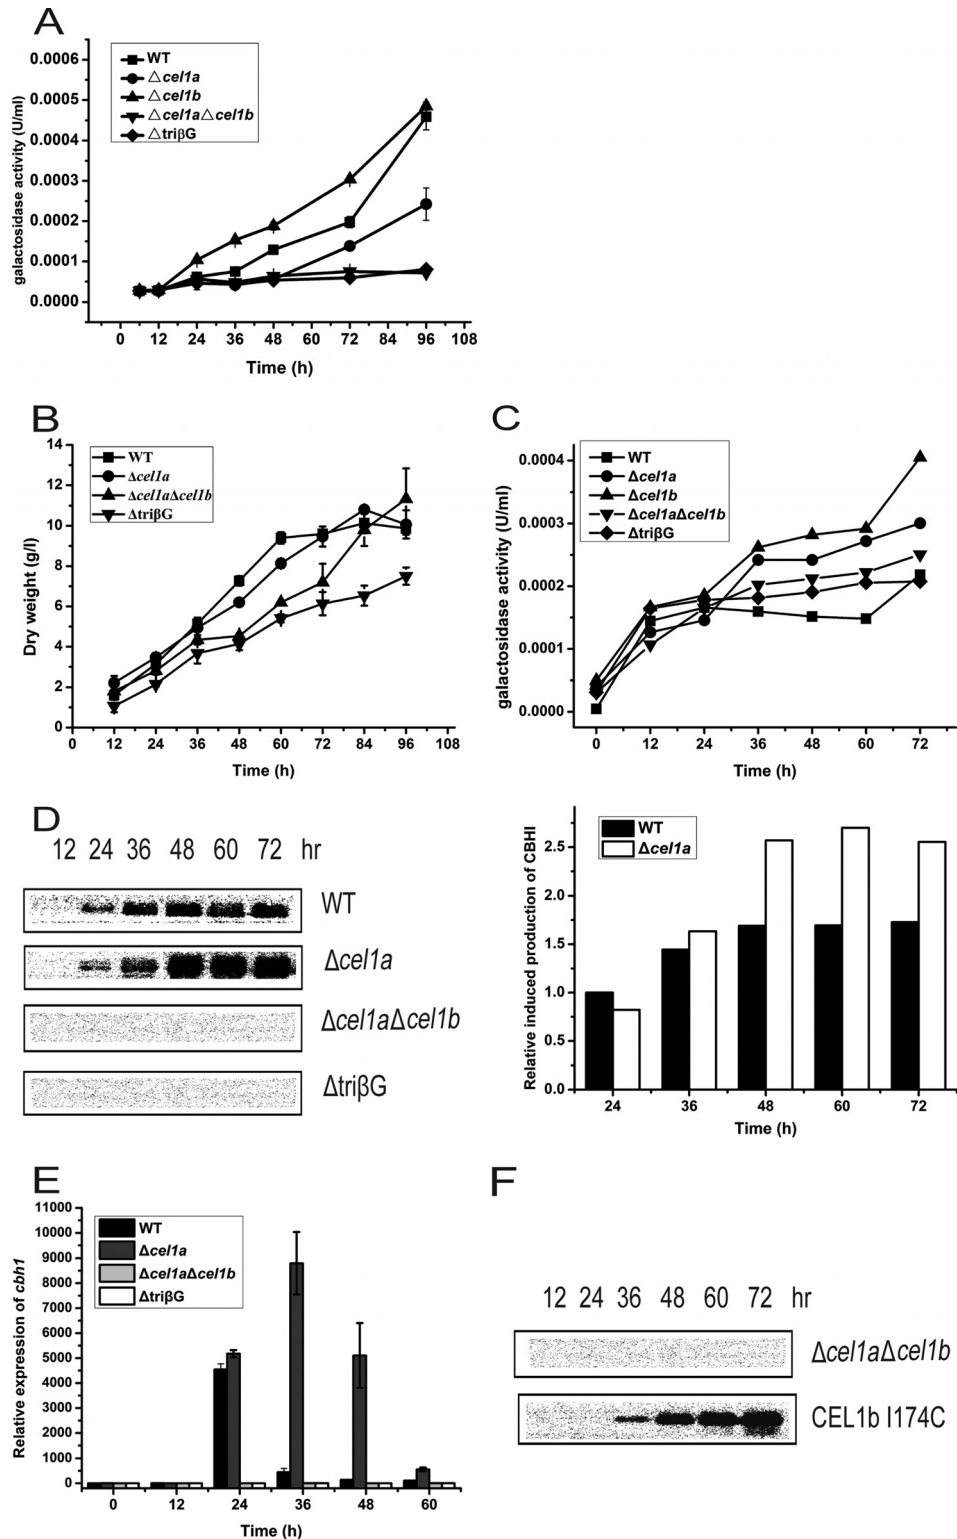 A
galactosidase activity (U/ml)
0.0006
0.0005
0.0004
0.0003
0.0002
0.0001
0.0000
WT
△cel1a
△cel1b
△cel1a△cel1b
△triβG
0 12 24 36 48 60 72 84 96 108
Time (h)
B
Dry weight (g/l)
14
12
10
8
6
4
2
0
WT
Δcel1a
Δcel1aΔcel1b
ΔtriβG
0 12 24 36 48 60 72 84 96 108
Time (h)
C
galactosidase activity (U/ml)
0.0004
0.0003
0.0002
0.0001
0.0000
WT
Δcel1a
Δcel1b
Δcel1aΔcel1b
ΔtriβG
0 12 24 36 48 60 72
Time (h)
D
12 24 36 48 60 72 hr
WT
Δcel1a
Δcel1aΔcel1b
ΔtriβG
Relative induced production of CBHI
2.5
2.0
1.5
1.0
0.5
0.0
WT
Δcel1a
24 36 48 60 72
Time (h)
E
Relative expression of cbh1
11000
10000
9000
8000
7000
6000
5000
4000
3000
2000
1000
0
WT
Δcel1a
Δcel1aΔcel1b
ΔtriβG
0 12 24 36 48 60
Time (h)
F
12 24 36 48 60 72 hr
Δcel1aΔcel1b
CEL1b I174C